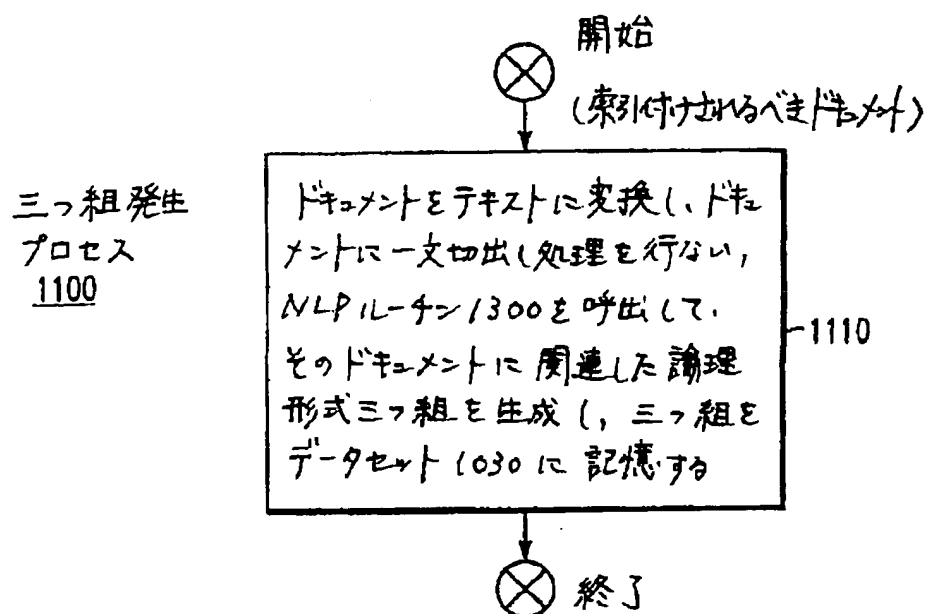 開始
(索引付けされるべきドキュメント)
三つ組発生
プロセス
1100
ドキュメントをテキストに変換し、ドキュ
メントに一文切出し処理を行ない,
NLPルーチン1300を呼出して、
そのドキュメントに関連した論理
形式三つ組を生成し, 三つ組を
データセット1030に記憶する
1110
終了